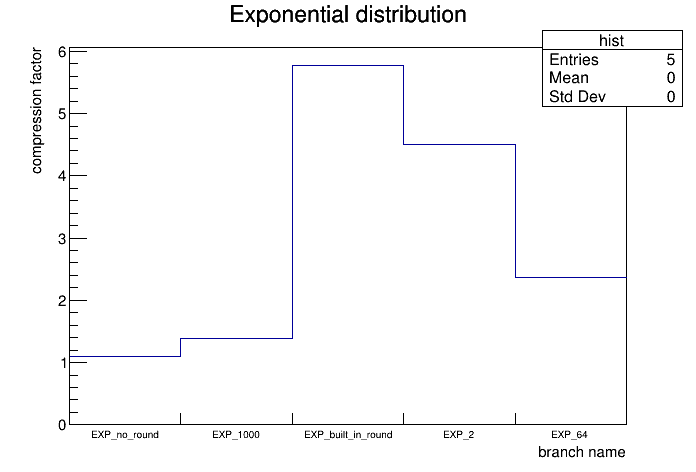 Exponential distribution
hist
Entries 5
Mean 0
Std Dev 0
compression factor
6
5
4
3
2
1
0
EXP_no_round EXP_1000 EXP_built_in_round EXP_2 EXP_64
branch name